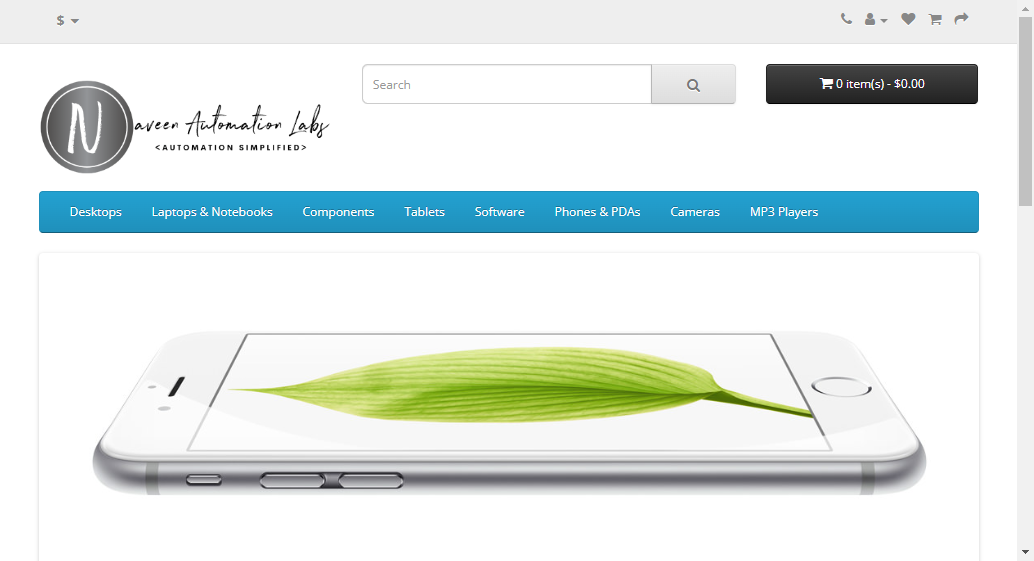 $
Search
0 item(s) - $0.00
N
aveen Automation Labs
<AUTOMATION SIMPLIFIED>
Desktops Laptops & Notebooks Components Tablets Software Phones & PDAs Cameras MP3 Players